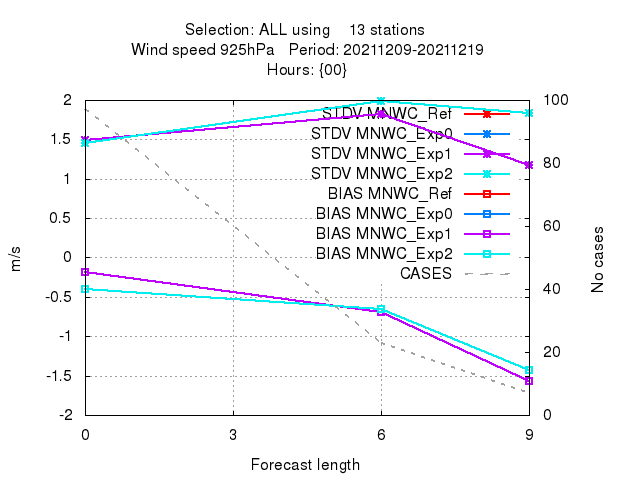 Selection: ALL using 13 stations
Wind speed 925hPa Period: 20211209-20211219
Hours: {00}
2
1.5
1
0.5
0
-0.5
-1
-1.5
-2
100
80
60
40
20
0
STDV MNWC_Ref
STDV MNWC_Exp0
STDV MNWC_Exp1
STDV MNWC_Exp2
BIAS MNWC_Ref
BIAS MNWC_Exp0
BIAS MNWC_Exp1
BIAS MNWC_Exp2
CASES
m/s
No cases
0 3 6 9
Forecast length